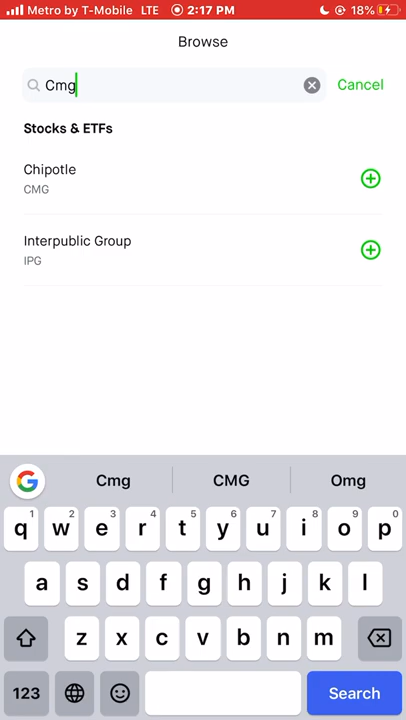 Metro by T-Mobile LTE 2:17 PM 18%
Browse
Cmg Cancel
Stocks & ETFs
Chipotle
CMG
Interpublic Group
IPG
G Cmg CMG Omg
1 2 3 4 5 6 7 8 9 0
q w e r t y u i o p
a s d f g h j k l
z x c v b n m
123 Search